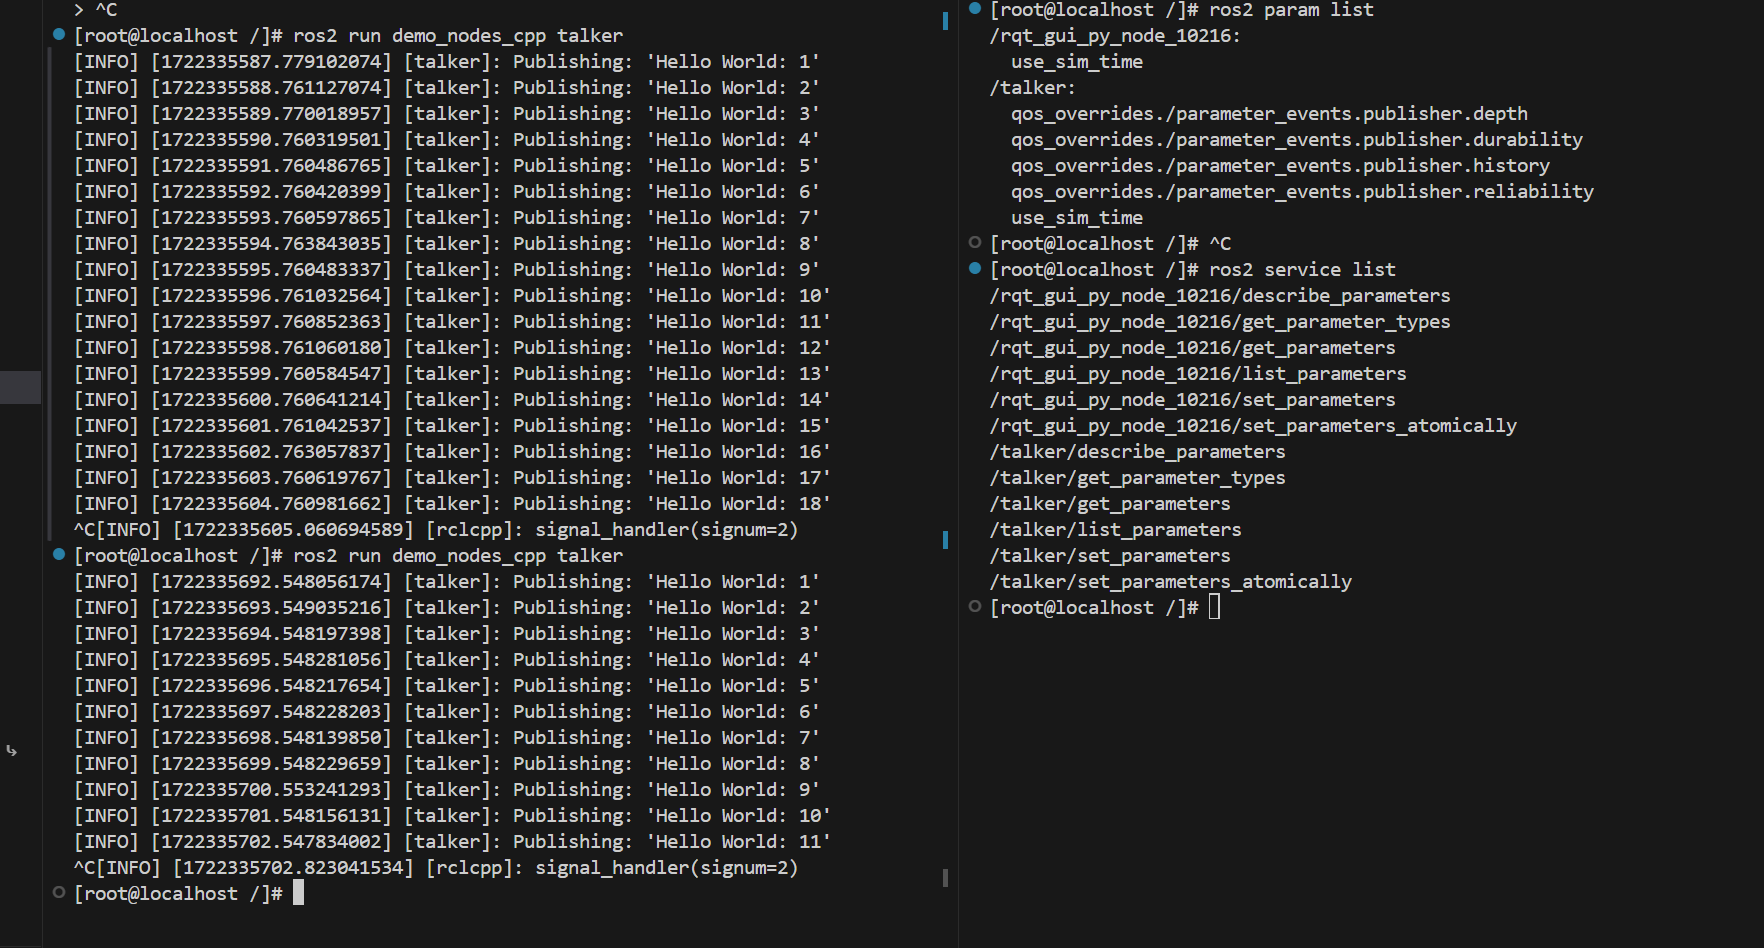 > ^C
[root@localhost /]# ros2 run demo_nodes_cpp talker
[INFO] [1722335587.779102074] [talker]: Publishing: 'Hello World: 1'
[INFO] [1722335588.761127074] [talker]: Publishing: 'Hello World: 2'
[INFO] [1722335589.770018957] [talker]: Publishing: 'Hello World: 3'
[INFO] [1722335590.760319501] [talker]: Publishing: 'Hello World: 4'
[INFO] [1722335591.760486765] [talker]: Publishing: 'Hello World: 5'
[INFO] [1722335592.760420399] [talker]: Publishing: 'Hello World: 6'
[INFO] [1722335593.760597865] [talker]: Publishing: 'Hello World: 7'
[INFO] [1722335594.763843035] [talker]: Publishing: 'Hello World: 8'
[INFO] [1722335595.760483337] [talker]: Publishing: 'Hello World: 9'
[INFO] [1722335596.761032564] [talker]: Publishing: 'Hello World: 10'
[INFO] [1722335597.760852363] [talker]: Publishing: 'Hello World: 11'
[INFO] [1722335598.761060180] [talker]: Publishing: 'Hello World: 12'
[INFO] [1722335599.760584547] [talker]: Publishing: 'Hello World: 13'
[INFO] [1722335600.760641214] [talker]: Publishing: 'Hello World: 14'
[INFO] [1722335601.761042537] [talker]: Publishing: 'Hello World: 15'
[INFO] [1722335602.763057837] [talker]: Publishing: 'Hello World: 16'
[INFO] [1722335603.760619767] [talker]: Publishing: 'Hello World: 17'
[INFO] [1722335604.760981662] [talker]: Publishing: 'Hello World: 18'
^C[INFO] [1722335605.060694589] [rclcpp]: signal_handler(signum=2)
[root@localhost /]# ros2 run demo_nodes_cpp talker
[INFO] [1722335692.548056174] [talker]: Publishing: 'Hello World: 1'
[INFO] [1722335693.549035216] [talker]: Publishing: 'Hello World: 2'
[INFO] [1722335694.548197398] [talker]: Publishing: 'Hello World: 3'
[INFO] [1722335695.548281056] [talker]: Publishing: 'Hello World: 4'
[INFO] [1722335696.548217654] [talker]: Publishing: 'Hello World: 5'
[INFO] [1722335697.548228203] [talker]: Publishing: 'Hello World: 6'
[INFO] [1722335698.548139850] [talker]: Publishing: 'Hello World: 7'
[INFO] [1722335699.548229659] [talker]: Publishing: 'Hello World: 8'
[INFO] [1722335700.553241293] [talker]: Publishing: 'Hello World: 9'
[INFO] [1722335701.548156131] [talker]: Publishing: 'Hello World: 10'
[INFO] [1722335702.547834002] [talker]: Publishing: 'Hello World: 11'
^C[INFO] [1722335702.823041534] [rclcpp]: signal_handler(signum=2)
[root@localhost /]#
[root@localhost /]# ros2 param list
/rqt_gui_py_node_10216:
  use_sim_time
/talker:
  qos_overrides./parameter_events.publisher.depth
  qos_overrides./parameter_events.publisher.durability
  qos_overrides./parameter_events.publisher.history
  qos_overrides./parameter_events.publisher.reliability
  use_sim_time
[root@localhost /]# ^C
[root@localhost /]# ros2 service list
/rqt_gui_py_node_10216/describe_parameters
/rqt_gui_py_node_10216/get_parameter_types
/rqt_gui_py_node_10216/get_parameters
/rqt_gui_py_node_10216/list_parameters
/rqt_gui_py_node_10216/set_parameters
/rqt_gui_py_node_10216/set_parameters_atomically
/talker/describe_parameters
/talker/get_parameter_types
/talker/get_parameters
/talker/list_parameters
/talker/set_parameters
/talker/set_parameters_atomically
[root@localhost /]#